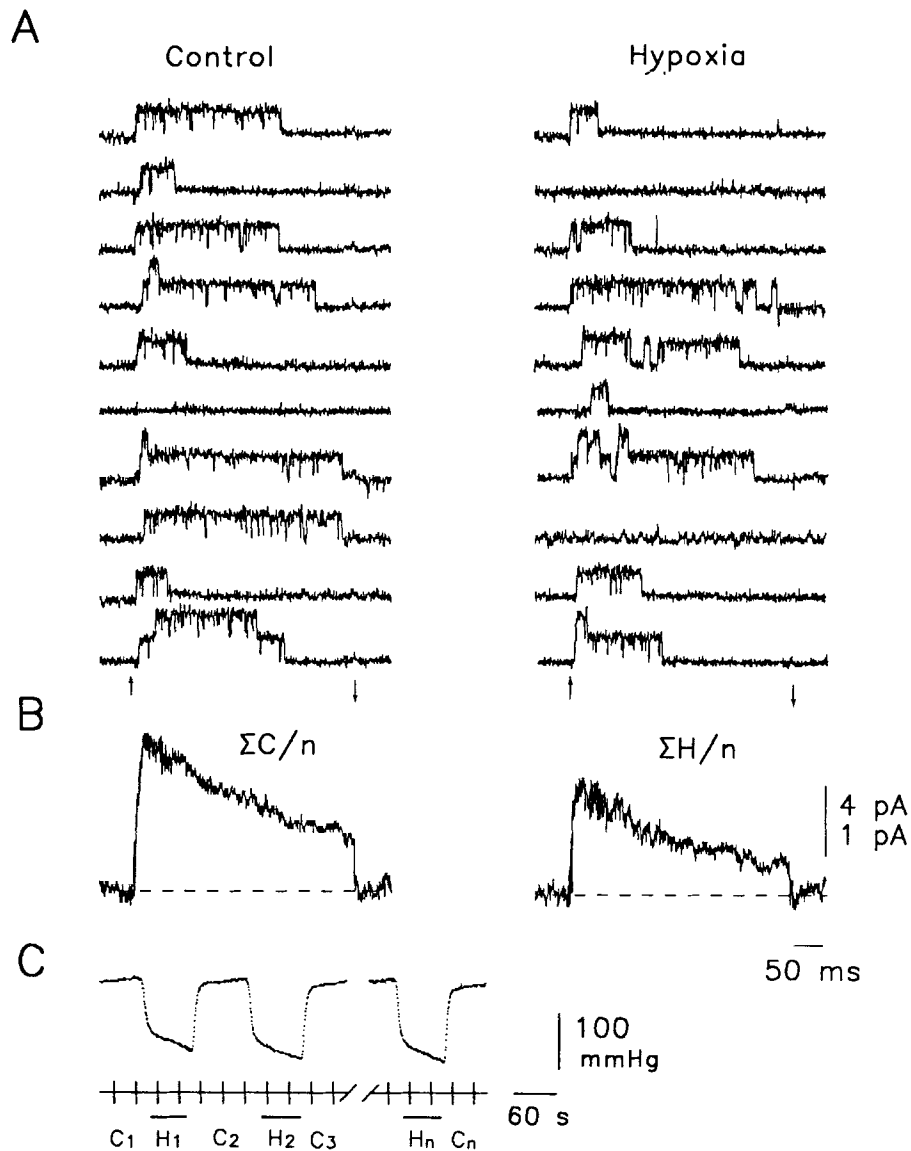 A
Control
Hypoxia
B
ΣC/n
ΣH/n
4 pA
1 pA
50 ms
C
100
mmHg
60 s
C1 H1 C2 H2 C3 Hn Cn